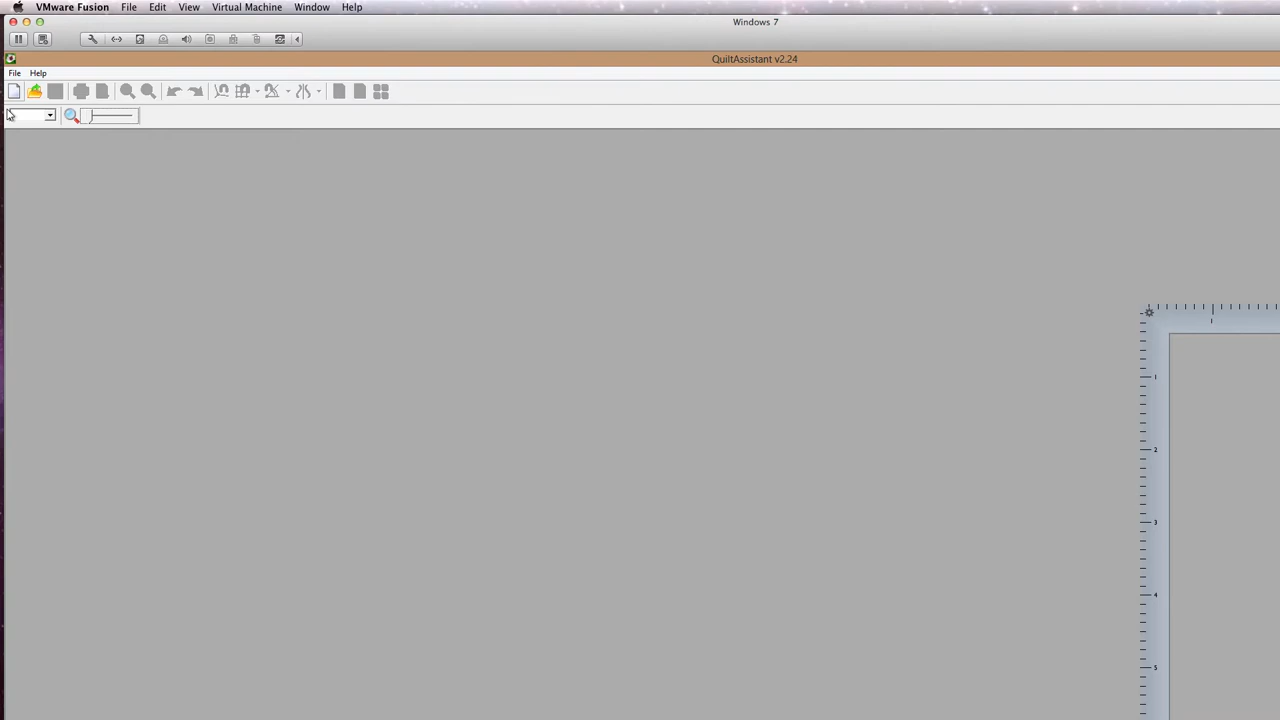 VMware Fusion File Edit View Virtual Machine Window Help
Windows 7
QuiltAssistant v2.24
File Help
1
2
3
4
5